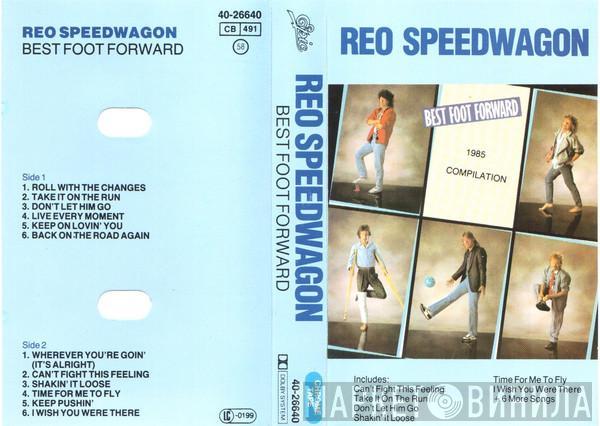 REO SPEEDWAGON
BEST FOOT FORWARD
40-26640
CB 491
58
Side 1
1. ROLL WITH THE CHANGES
2. TAKE IT ON THE RUN
3. DON'T LET HIM GO
4. LIVE EVERY MOMENT
5. KEEP ON LOVIN' YOU
6. BACK ON THE ROAD AGAIN
Side 2
1. WHEREVER YOU'RE GOIN'
(IT'S ALRIGHT)
2. CAN'T FIGHT THIS FEELING
3. SHAKIN' IT LOOSE
4. TIME FOR ME TO FLY
5. KEEP PUSHIN'
6. I WISH YOU WERE THERE
LC -0199
Epic
REO SPEEDWAGON
BEST FOOT FORWARD
DOLBY SYSTEM
40-26640
REO SPEEDWAGON
BEST FOOT FORWARD
1985
COMPILATION
Includes:
Can't Fight This Feeling
Take It On The Run
Don't Let Him Go
Shakin' It Loose
Time For Me To Fly
I Wish You Were There
+ 6 More Songs